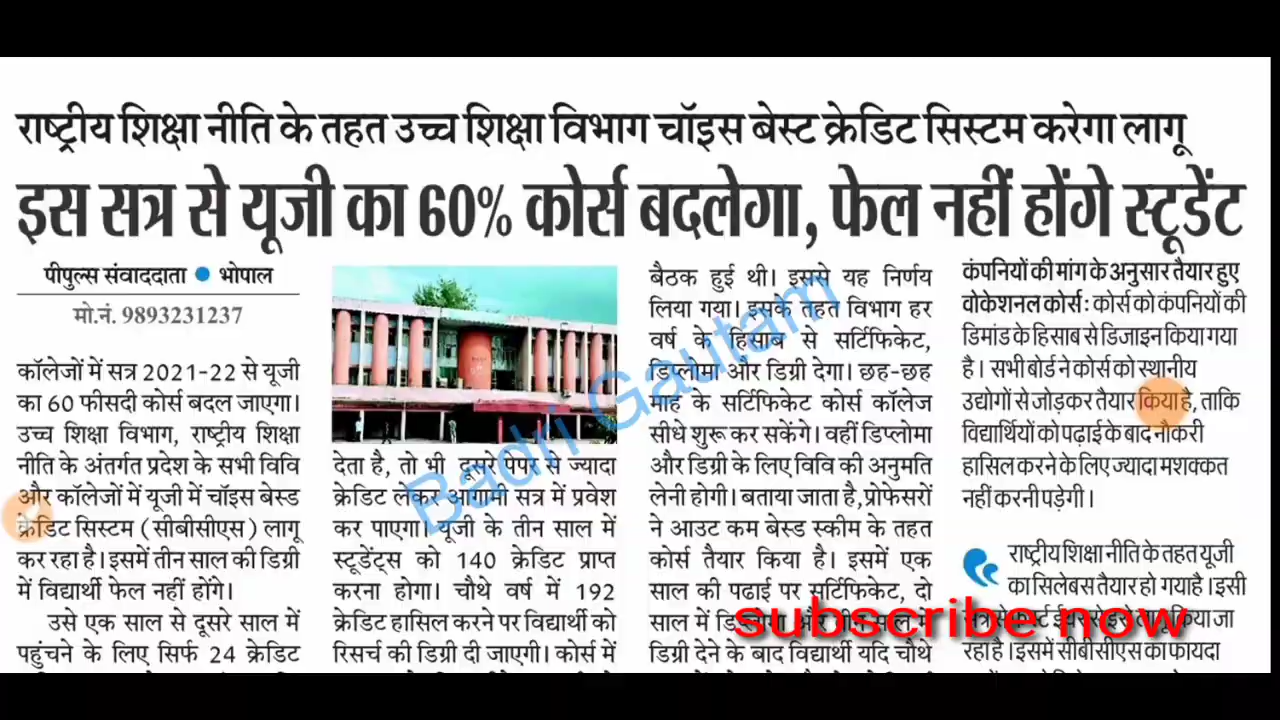 राष्ट्रीय शिक्षा नीति के तहत उच्च शिक्षा विभाग चॉइस बेस्ट क्रेडिट सिस्टम करेगा लागू
इस सत्र से यूजी का 60% कोर्स बदलेगा, फेल नहीं होंगे स्टूडेंट
पीपुल्स संवाददाता ● भोपाल
मो.नं. 9893231237
कॉलेजों में सत्र 2021-22 से यूजी
का 60 फीसदी कोर्स बदल जाएगा।
उच्च शिक्षा विभाग, राष्ट्रीय शिक्षा
नीति के अंतर्गत प्रदेश के सभी विवि
और कॉलेजों में यूजी में चॉइस बेस्ड
क्रेडिट सिस्टम (सीबीसीएस) लागू
कर रहा है। इसमें तीन साल की डिग्री
में विद्यार्थी फेल नहीं होंगे।
उसे एक साल से दूसरे साल में
पहुंचने के लिए सिर्फ 24 क्रेडिट
देता है, तो भी दूसरे पेपर से ज्यादा
क्रेडिट लेकर आगामी सत्र में प्रवेश
कर पाएगा। यूजी के तीन साल में
स्टूडेंट्स को 140 क्रेडिट प्राप्त
करना होगा। चौथे वर्ष में 192
क्रेडिट हासिल करने पर विद्यार्थी को
रिसर्च की डिग्री दी जाएगी। कोर्स में
बैठक हुई थी। इससे यह निर्णय
लिया गया। इसके तहत विभाग हर
वर्ष के हिसाब से सर्टिफिकेट,
डिप्लोमा और डिग्री देगा। छह-छह
माह के सर्टिफिकेट कोर्स कॉलेज
सीधे शुरू कर सकेंगे। वहीं डिप्लोमा
और डिग्री के लिए विवि की अनुमति
लेनी होगी। बताया जाता है, प्रोफेसरों
ने आउट कम बेस्ड स्कीम के तहत
कोर्स तैयार किया है। इसमें एक
साल की पढाई पर सर्टिफिकेट, दो
साल में और तीन साल में
डिग्री देने के बाद विद्यार्थी यदि चौथे
कंपनियों की मांग के अनुसार तैयार हुए
वोकेशनल कोर्स: कोर्स को कंपनियों की
डिमांड के हिसाब से डिजाइन किया गया
है। सभी बोर्ड ने कोर्स को स्थानीय
उद्योगों से जोड़कर तैयार किया है, ताकि
विद्यार्थियों को पढ़ाई के बाद नौकरी
हासिल करने के लिए ज्यादा मशक्कत
नहीं करनी पड़ेगी।
राष्ट्रीय शिक्षा नीति के तहत यूजी
का सिलेबस तैयार हो गया है। इसी
जा
रहा है। इसमें सीबीसीएस का फायदा
Badri Gautam
subscribe now